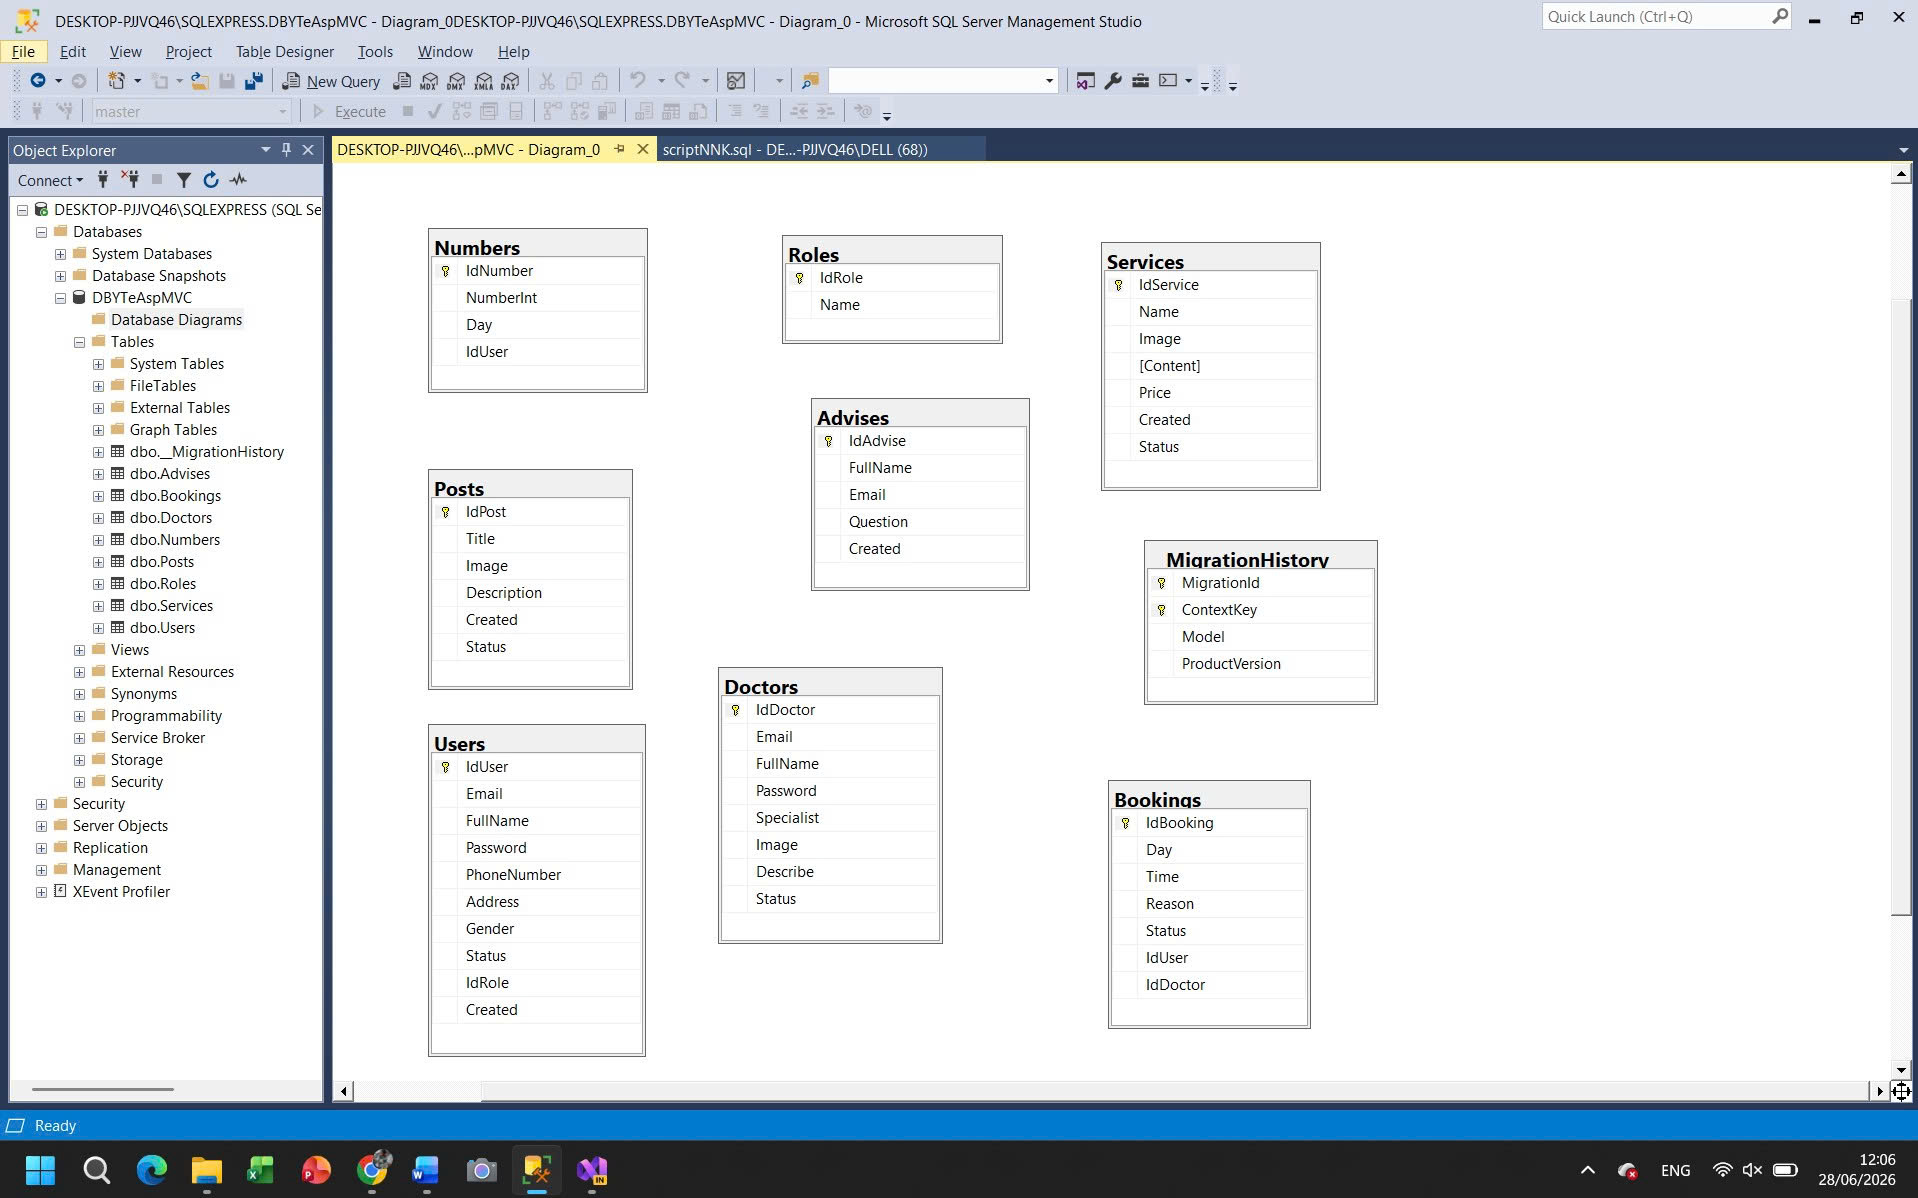 DESKTOP-PJJVQ46\SQLEXPRESS.DBYTeAspMVC - Diagram_0DESKTOP-PJJVQ46\SQLEXPRESS.DBYTeAspMVC - Diagram_0 - Microsoft SQL Server Management Studio
Quick Launch (Ctrl+Q)
File Edit View Project Table Designer Tools Window Help
New Query MDX DMX XMLA DAX
master Execute
Object Explorer
DESKTOP-PJJVQ46\...pMVC - Diagram_0
scriptNNK.sql - DE...-PJJVQ46\DELL (68))
Connect
DESKTOP-PJJVQ46\SQLEXPRESS (SQL Se
Databases
System Databases
Database Snapshots
DBYTeAspMVC
Database Diagrams
Tables
System Tables
FileTables
External Tables
Graph Tables
dbo.__MigrationHistory
dbo.Advises
dbo.Bookings
dbo.Doctors
dbo.Numbers
dbo.Posts
dbo.Roles
dbo.Services
dbo.Users
Views
External Resources
Synonyms
Programmability
Service Broker
Storage
Security
Security
Server Objects
Replication
Management
XEvent Profiler
Numbers
IdNumber
NumberInt
Day
IdUser
Roles
IdRole
Name
Services
IdService
Name
Image
[Content]
Price
Created
Status
Advises
IdAdvise
FullName
Email
Question
Created
Posts
IdPost
Title
Image
Description
Created
Status
MigrationHistory
MigrationId
ContextKey
Model
ProductVersion
Doctors
IdDoctor
Email
FullName
Password
Specialist
Image
Describe
Status
Users
IdUser
Email
FullName
Password
PhoneNumber
Address
Gender
Status
IdRole
Created
Bookings
IdBooking
Day
Time
Reason
Status
IdUser
IdDoctor
Ready
ENG
12:06
28/06/2026